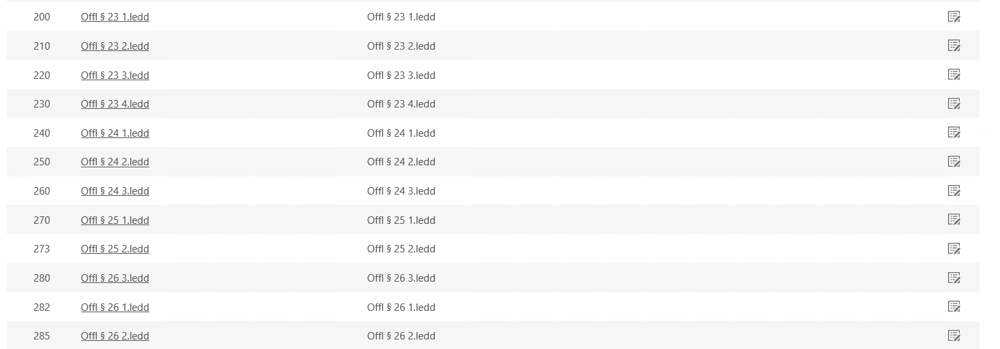 200 Offl § 23 1.ledd Offl § 23 1.ledd
210 Offl § 23 2.ledd Offl § 23 2.ledd
220 Offl § 23 3.ledd Offl § 23 3.ledd
230 Offl § 23 4.ledd Offl § 23 4.ledd
240 Offl § 24 1.ledd Offl § 24 1.ledd
250 Offl § 24 2.ledd Offl § 24 2.ledd
260 Offl § 24 3.ledd Offl § 24 3.ledd
270 Offl § 25 1.ledd Offl § 25 1.ledd
273 Offl § 25 2.ledd Offl § 25 2.ledd
280 Offl § 26 3.ledd Offl § 26 3.ledd
282 Offl § 26 1.ledd Offl § 26 1.ledd
285 Offl § 26 2.ledd Offl § 26 2.ledd